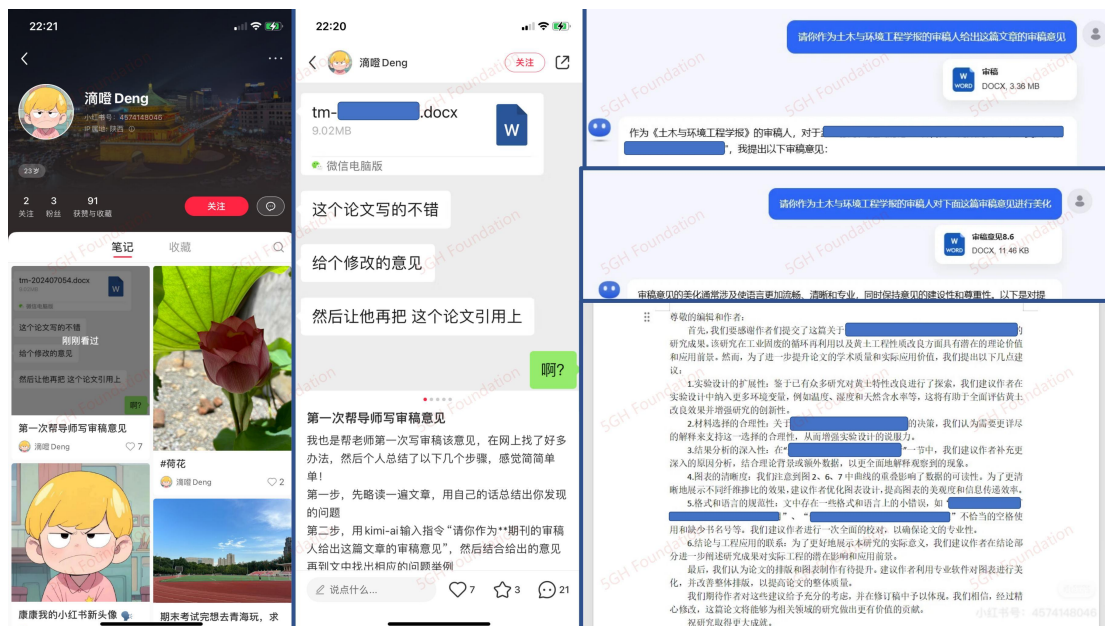 22:21
滴噔 Deng
小红书号:4574148046
IP属地:陕西
23岁
2
关注
3
粉丝
91
获赞与收藏
关注
笔记
收藏
tm-202407054.docx
9.02MB
W
微信电脑版
这个论文写的不错
刚刚看过
给个修改的意见
然后让他再把 这个论文引用上
啊?
第一次帮导师写审稿意见
滴噔 Deng
7
#荷花
滴噔 Deng
2
康康我的小红书新头像
期末考试完想去青海玩，求
22:20
滴噔Deng
关注
tm-
.docx
9.02MB
W
微信电脑版
这个论文写的不错
给个修改的意见
然后让他再把 这个论文引用上
啊?
第一次帮导师写审稿意见
我也是帮老师第一次写审稿该意见，在网上找了好多
办法，然后个人总结了以下几个步骤，感觉简简单
单！
第一步，先略读一遍文章，用自己的话总结出你发现
的问题
第二步，用kimi-ai输入指令“请你作为**期刊的审稿
人给出这篇文章的审稿意见”，然后结合给出的意见
再到文中找出相应的问题举例
说点什么...
7
3
21
请你作为土木与环境工程学报的审稿人给出这篇文章的审稿意见
W
WORD
审稿
DOCX, 3.36 MB
作为《土木与环境工程学报》的审稿人，对于
”，我提出以下审稿意见：
请你作为土木与环境工程学报的审稿人对下面这篇审稿意见进行美化
W
WORD
审稿意见8.6
DOCX, 11.46 KB
审稿意见的美化通常涉及使语言更加流畅、清晰和专业，同时保持意见的建设性和尊重性。以下是对提
尊敬的编辑和作者：
首先，我们要感谢作者们提交了这篇关于 的
研究成果。该研究在工业固废的循环再利用以及黄土工程性质改良方面具有潜在的理论价值
和应用前景。然而，为了进一步提升论文的学术质量和实际应用价值，我们提出以下几点建
议：
1.实验设计的扩展性：鉴于已有众多研究对黄土特性改良进行了探索，我们建议作者在
实验设计中纳入更多环境变量，例如温度、湿度和天然含水率等，这将有助于全面评估黄土
改良效果并增强研究的创新性。
2.材料选择的合理性：关于 的决策，我们认为需要更详尽
的解释来支持这一选择的合理性，从而增强实验设计的说服力。
3.结果分析的深入性：在“ ”一节中，我们建议作者补充更
深入的原因分析，结合理论背景或额外数据，以更全面地解释观察到的现象。
4.图表的清晰度：我们注意到图 2、6、7 中曲线的重叠影响了数据的可读性。为了更清
晰地展示不同纤维掺比的效果，建议作者优化图表设计，提高图表的美观度和信息传递效率。
5.格式和语言的规范性：文中存在一些格式和语言上的小错误，如“
”、“ ”不恰当的空格使
用和缺少书名号等。我们建议作者进行一次全面的校对，以确保论文的专业性。
6.结论与工程应用的联系：为了更好地展示本研究的实际意义，我们建议作者在结论部
分进一步阐述研究成果对实际工程的潜在影响和应用前景。
最后，我们认为论文的排版和图表制作有待提升。建议作者利用专业软件对图表进行美
化，并改善整体排版，以提高论文的整体质量。
我们期待作者对这些建议给予充分的考虑，并在修订稿中予以体现。我们相信，经过精
心修改，这篇论文将能够为相关领域的研究做出更有价值的贡献。
祝研究取得更大成就。
小红书号：4574148046
SGH Foundation